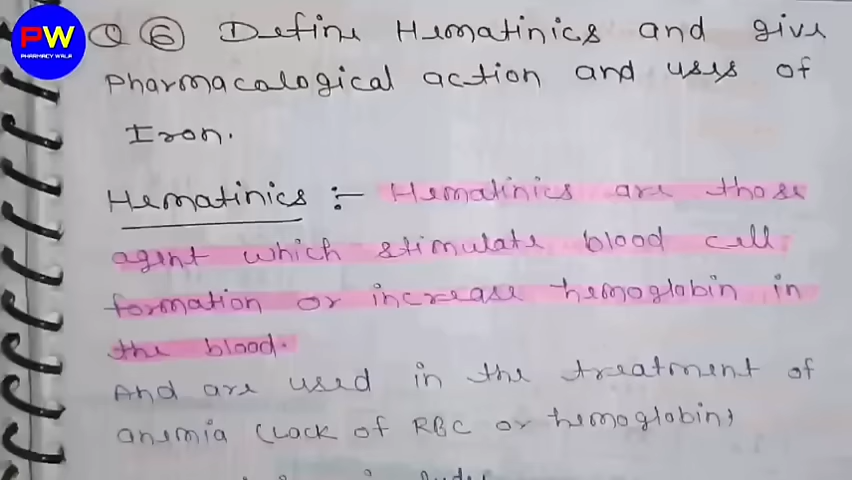 PW
PHARMACY WALA
Q 6 Define Hematinics and give
Pharmacological action and uses of
Iron.
Hematinics :- Hematinics are those
agent which stimulate blood cell
formation or increase hemoglobin in
the blood.
And are used in the treatment of
anemia (Lack of RBC or hemoglobin)